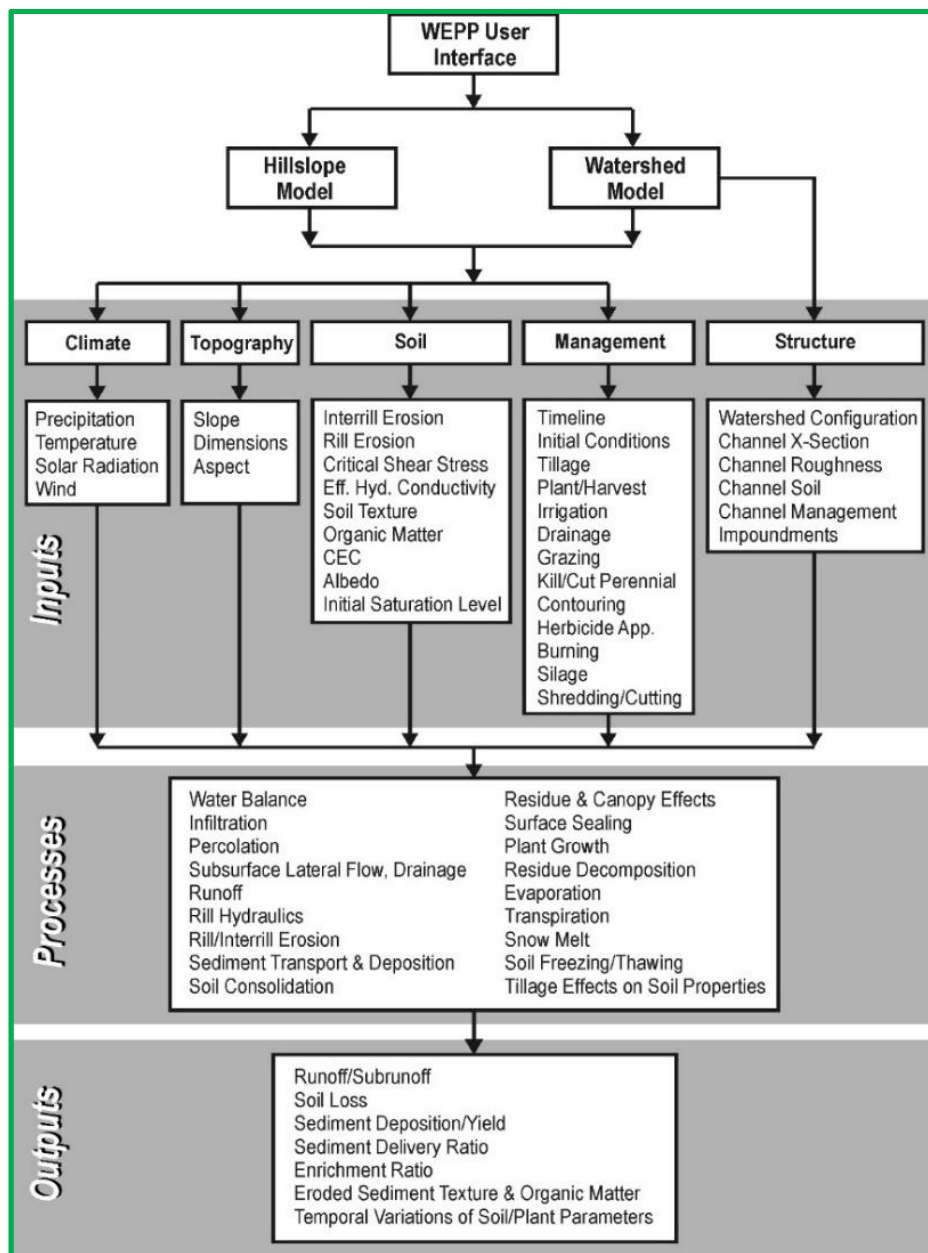 WEPP User
Interface
Hillslope
Model
Watershed
Model
Inputs
Climate
Precipitation
Temperature
Solar Radiation
Wind
Topography
Slope
Dimensions
Aspect
Soil
Interrill Erosion
Rill Erosion
Critical Shear Stress
Eff. Hyd. Conductivity
Soil Texture
Organic Matter
CEC
Albedo
Initial Saturation Level
Management
Timeline
Initial Conditions
Tillage
Plant/Harvest
Irrigation
Drainage
Grazing
Kill/Cut Perennial
Contouring
Herbicide App.
Burning
Silage
Shredding/Cutting
Structure
Watershed Configuration
Channel X-Section
Channel Roughness
Channel Soil
Channel Management
Impoundments
Processes
Water Balance
Infiltration
Percolation
Subsurface Lateral Flow, Drainage
Runoff
Rill Hydraulics
Rill/Interrill Erosion
Sediment Transport & Deposition
Soil Consolidation
Residue & Canopy Effects
Surface Sealing
Plant Growth
Residue Decomposition
Evaporation
Transpiration
Snow Melt
Soil Freezing/Thawing
Tillage Effects on Soil Properties
Outputs
Runoff/Subrunoff
Soil Loss
Sediment Deposition/Yield
Sediment Delivery Ratio
Enrichment Ratio
Eroded Sediment Texture & Organic Matter
Temporal Variations of Soil/Plant Parameters